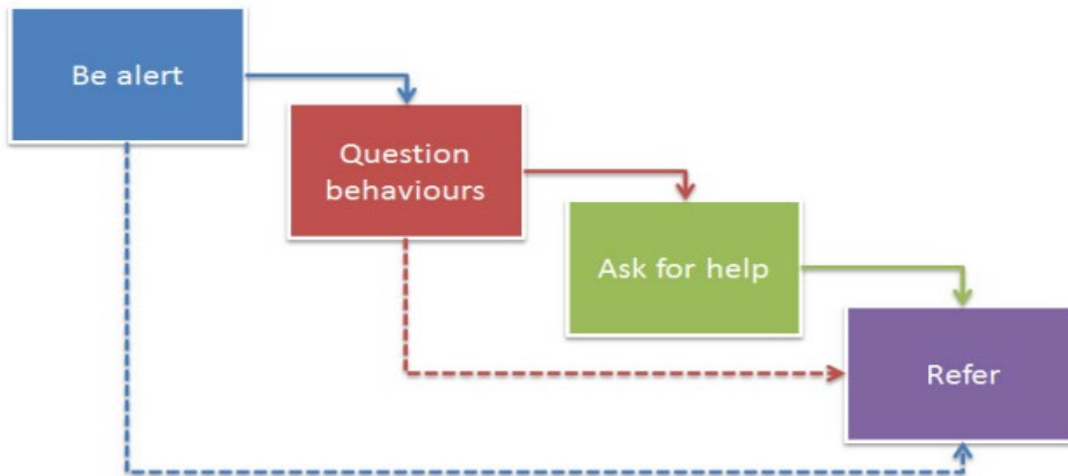 Be alert
Question
behaviours
Ask for help
Refer